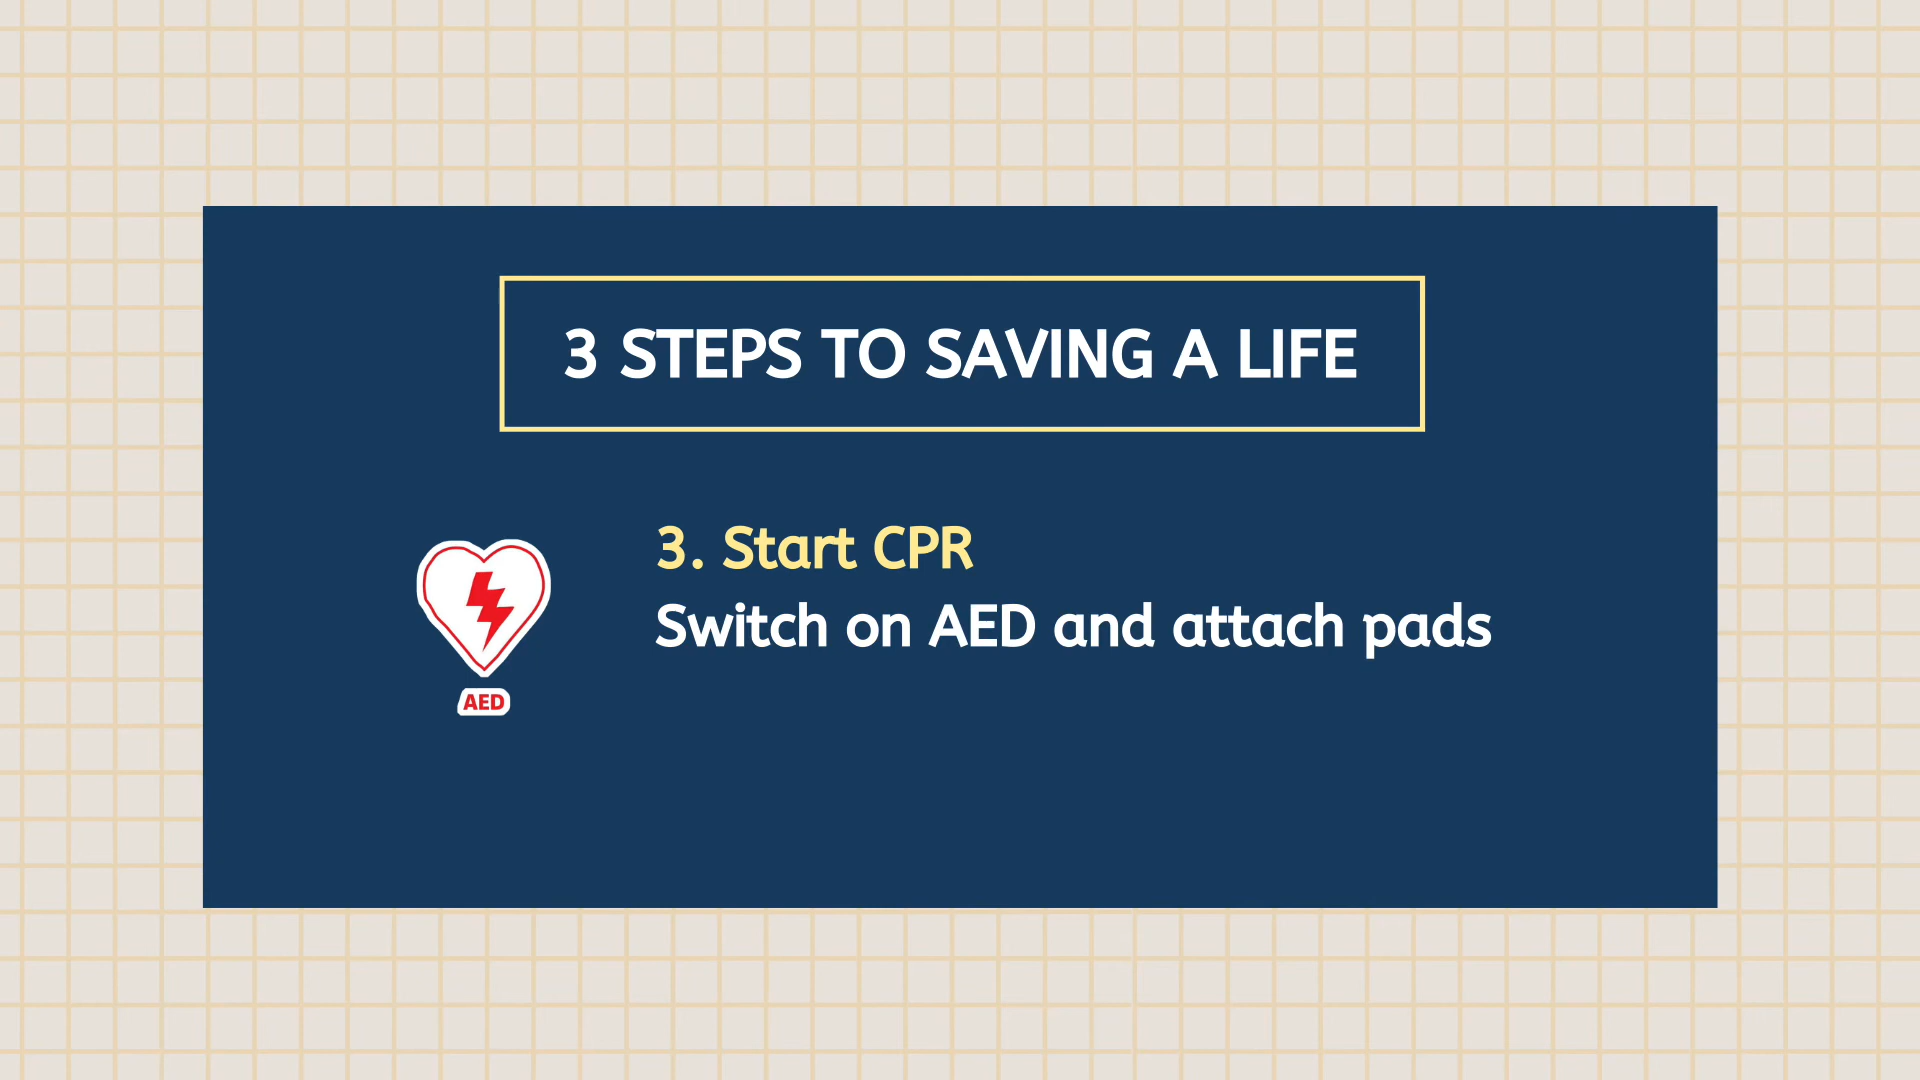 3 STEPS TO SAVING A LIFE
3. Start CPR
Switch on AED and attach pads
AED